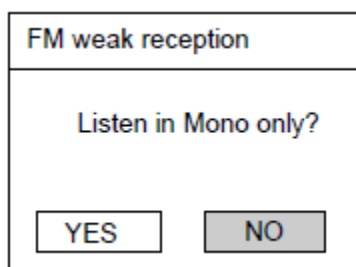 FM weak reception
Listen in Mono only?
YES NO